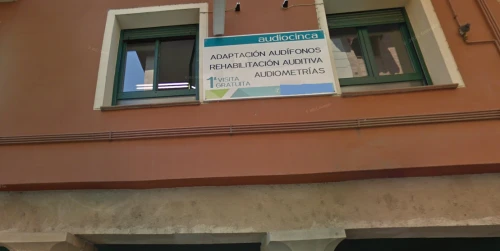 audiocinca
ADAPTACIÓN AUDÍFONOS
REHABILITACIÓN AUDITIVA
AUDIOMETRÍAS
1ª VISITA
GRATUITA